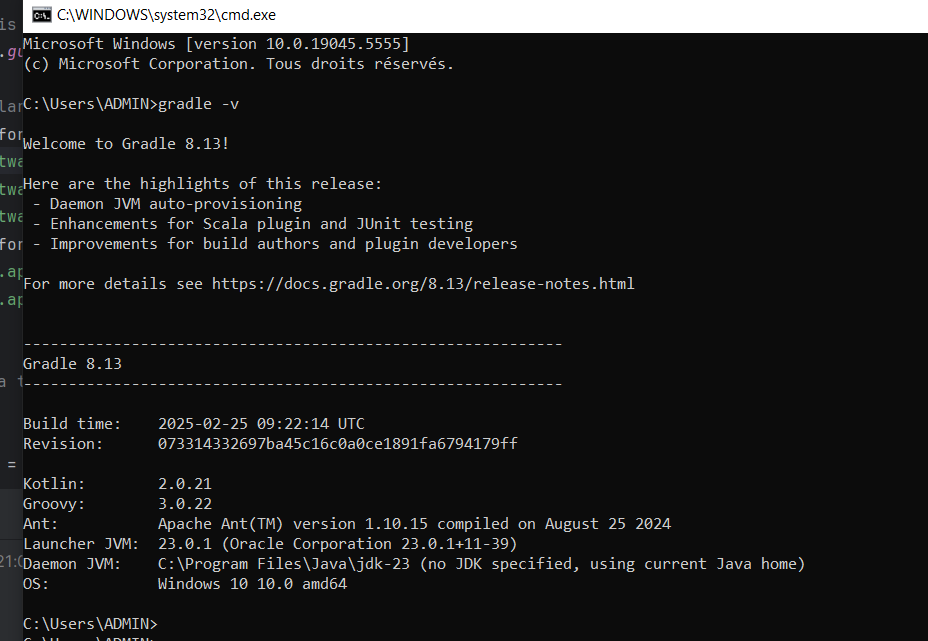 C:\WINDOWS\system32\cmd.exe
Microsoft Windows [version 10.0.19045.5555]
(c) Microsoft Corporation. Tous droits réservés.
C:\Users\ADMIN>gradle -v
Welcome to Gradle 8.13!
Here are the highlights of this release:
- Daemon JVM auto-provisioning
- Enhancements for Scala plugin and JUnit testing
- Improvements for build authors and plugin developers
For more details see https://docs.gradle.org/8.13/release-notes.html
------------------------------------------------------------
Gradle 8.13
------------------------------------------------------------
Build time:    2025-02-25 09:22:14 UTC
Revision:      073314332697ba45c16c0a0ce1891fa6794179ff
Kotlin:        2.0.21
Groovy:        3.0.22
Ant:           Apache Ant(TM) version 1.10.15 compiled on August 25 2024
Launcher JVM:  23.0.1 (Oracle Corporation 23.0.1+11-39)
Daemon JVM:    C:\Program Files\Java\jdk-23 (no JDK specified, using current Java home)
OS:            Windows 10 10.0 amd64
C:\Users\ADMIN>
C:\Users\ADMIN>